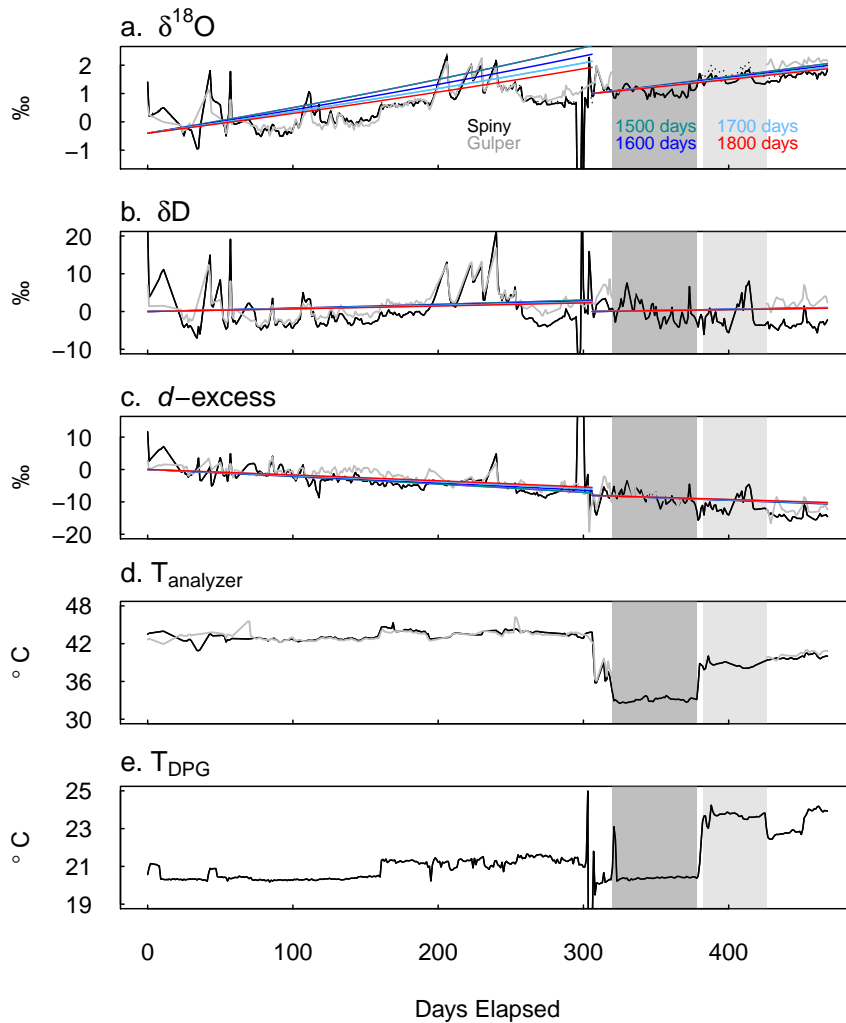 a. δ¹⁸O
‰
2
1
0
−1
Spiny
Gulper
1500 days
1700 days
1600 days
1800 days
b. δD
‰
20
10
0
−10
c. d−excess
‰
10
0
−10
−20
d. Tanalyzer
° C
48
42
36
30
e. TDPG
° C
25
23
21
19
0 100 200 300 400
Days Elapsed